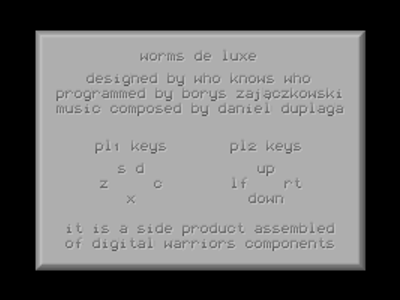 worms de luxe
designed by who knows who
programmed by borys zajączkowski
music composed by daniel duplaga
pl1 keys pl2 keys
s d up
z c lf rt
x down
it is a side product assembled
of digital warriors components